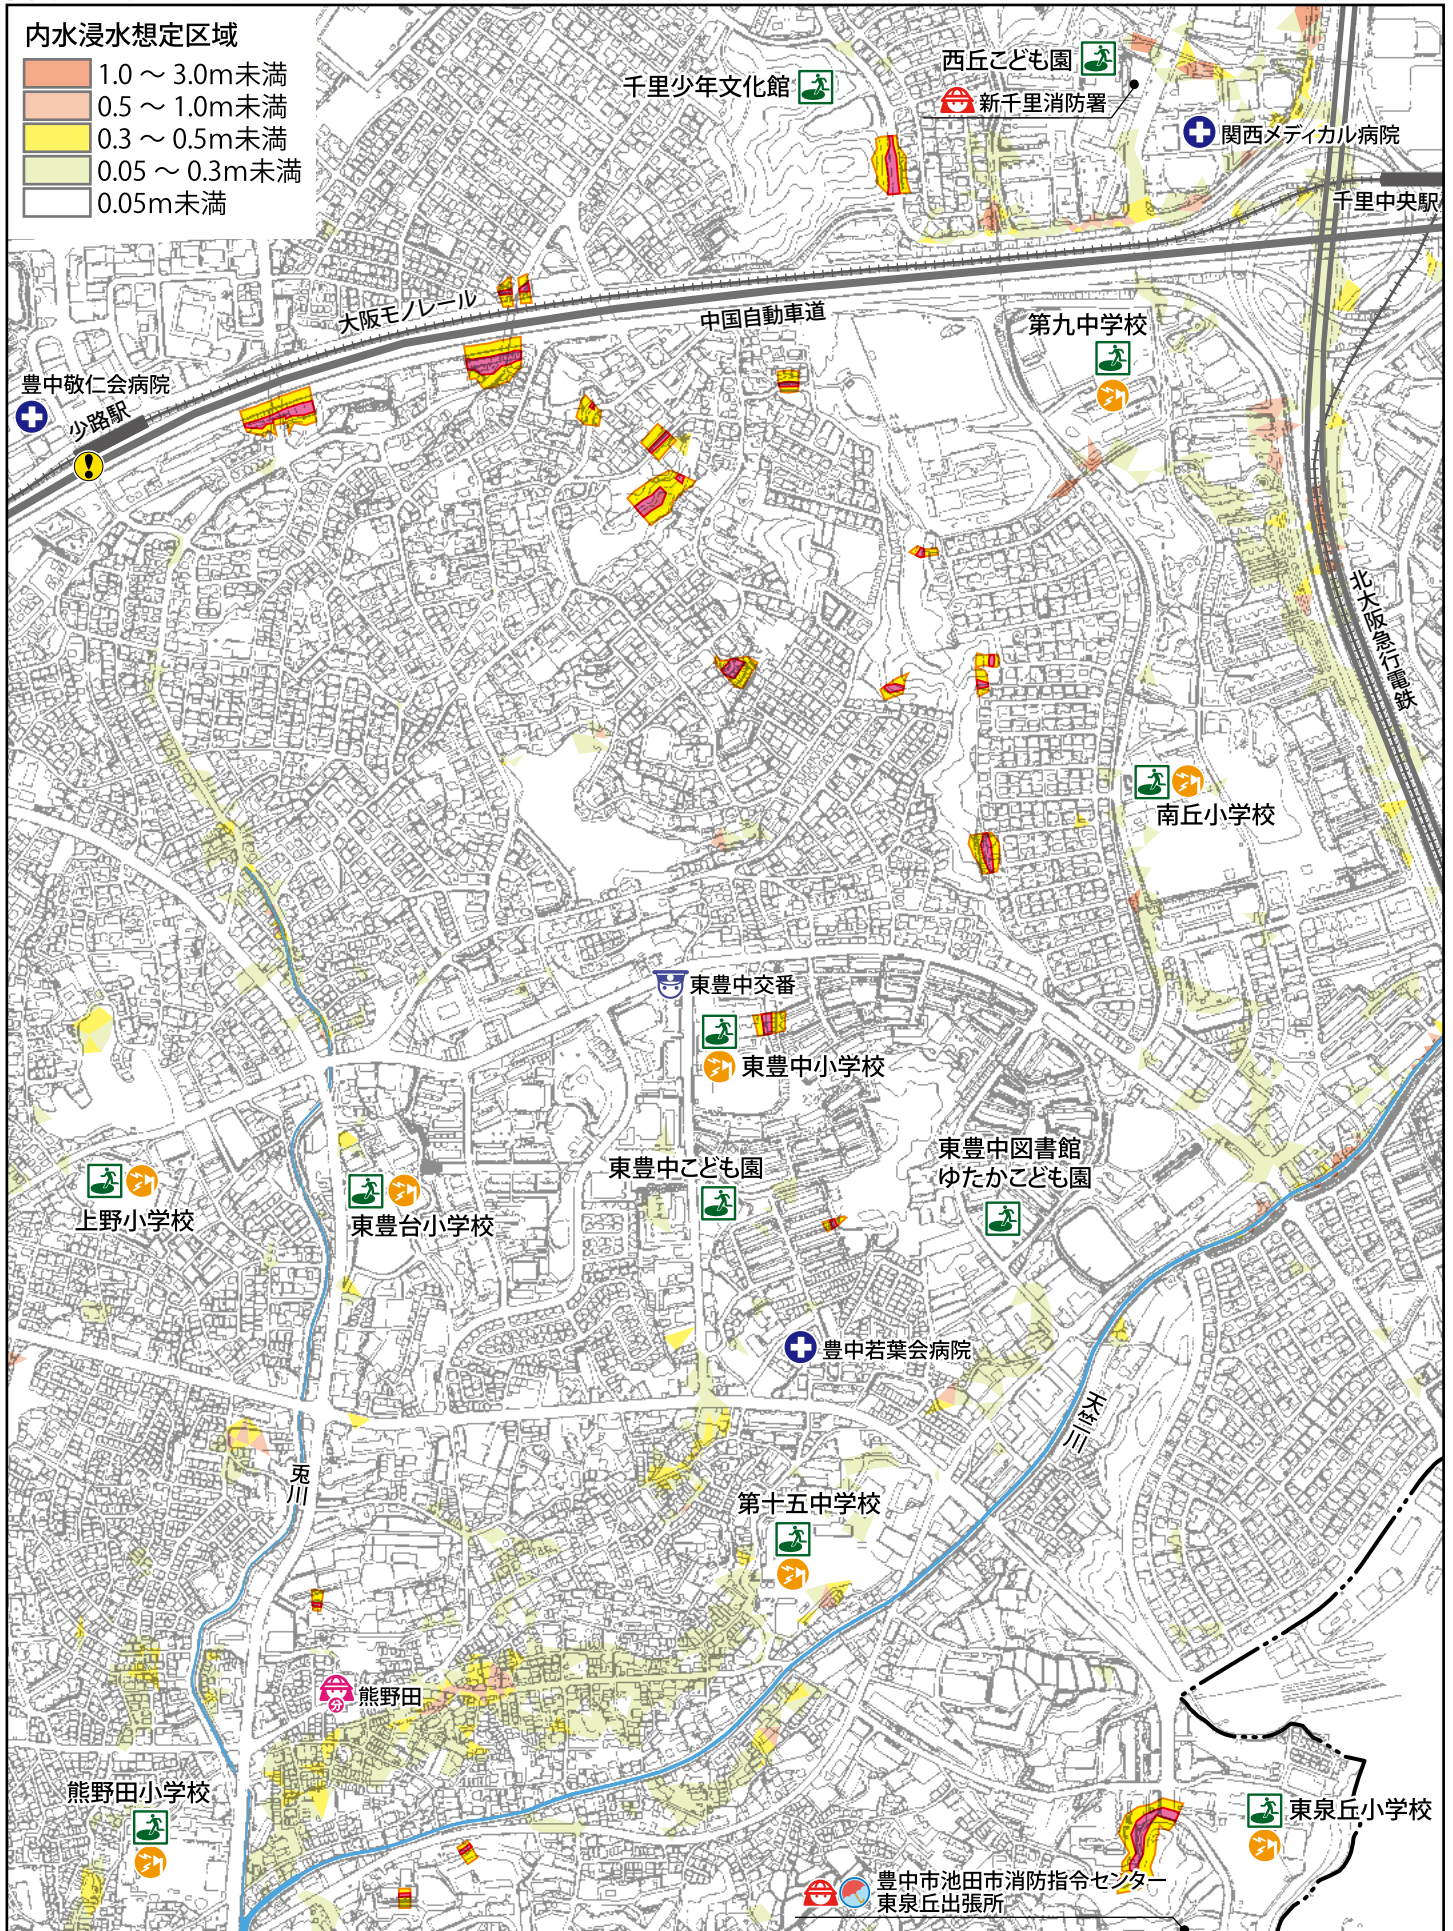 内水浸水想定区域
1.0 ～ 3.0m未満
0.5 ～ 1.0m未満
0.3 ～ 0.5m未満
0.05 ～ 0.3m未満
0.05m未満
西丘こども園
千里少年文化館
新千里消防署
関西メディカル病院
千里中央駅
大阪モノレール
中国自動車道
第九中学校
豊中敬仁会病院
少路駅
北大阪急行電鉄
南丘小学校
東豊中交番
東豊中小学校
東豊中図書館
ゆたかこども園
東豊中こども園
上野小学校
東豊台小学校
豊中若葉会病院
天竺川
兎川
第十五中学校
熊野田
分
熊野田小学校
東泉丘小学校
豊中市池田市消防指令センター
東泉丘出張所